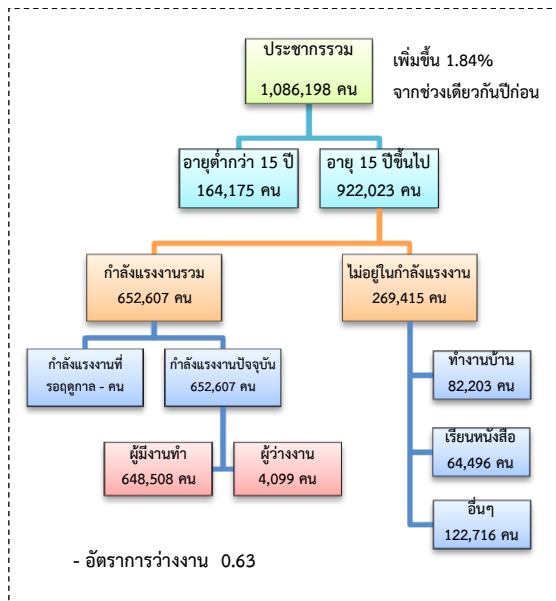 ประชากรรวม
1,086,198 คน
เพิ่มขึ้น 1.84%
จากช่วงเดียวกันปีก่อน
อายุต่ำกว่า 15 ปี
164,175 คน
อายุ 15 ปีขึ้นไป
922,023 คน
กำลังแรงงานรวม
652,607 คน
ไม่อยู่ในกำลังแรงงาน
269,415 คน
กำลังแรงงานที่
รอฤดูกาล - คน
กำลังแรงงานปัจจุบัน
652,607 คน
ทำงานบ้าน
82,203 คน
ผู้มีงานทำ
648,508 คน
ผู้ว่างงาน
4,099 คน
เรียนหนังสือ
64,496 คน
อื่นๆ
122,716 คน
- อัตราการว่างงาน 0.63